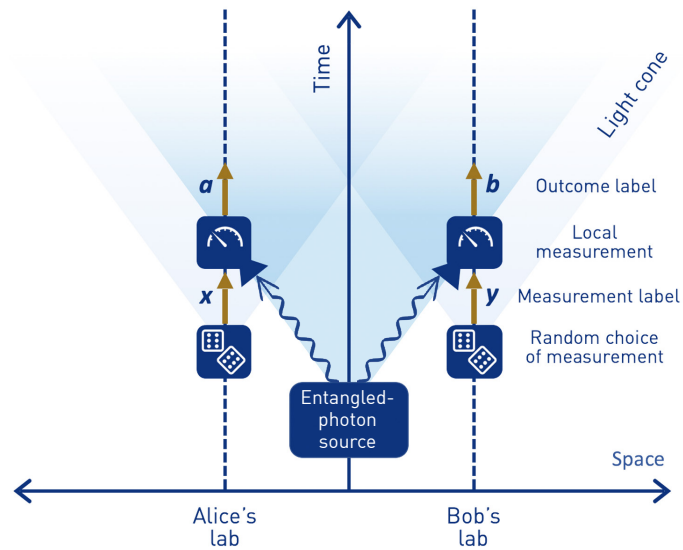 Time
Light cone
a
b
Outcome label
Local
measurement
x
y
Measurement label
Random choice
of measurement
Entangled-
photon
source
Space
Alice's
lab
Bob's
lab